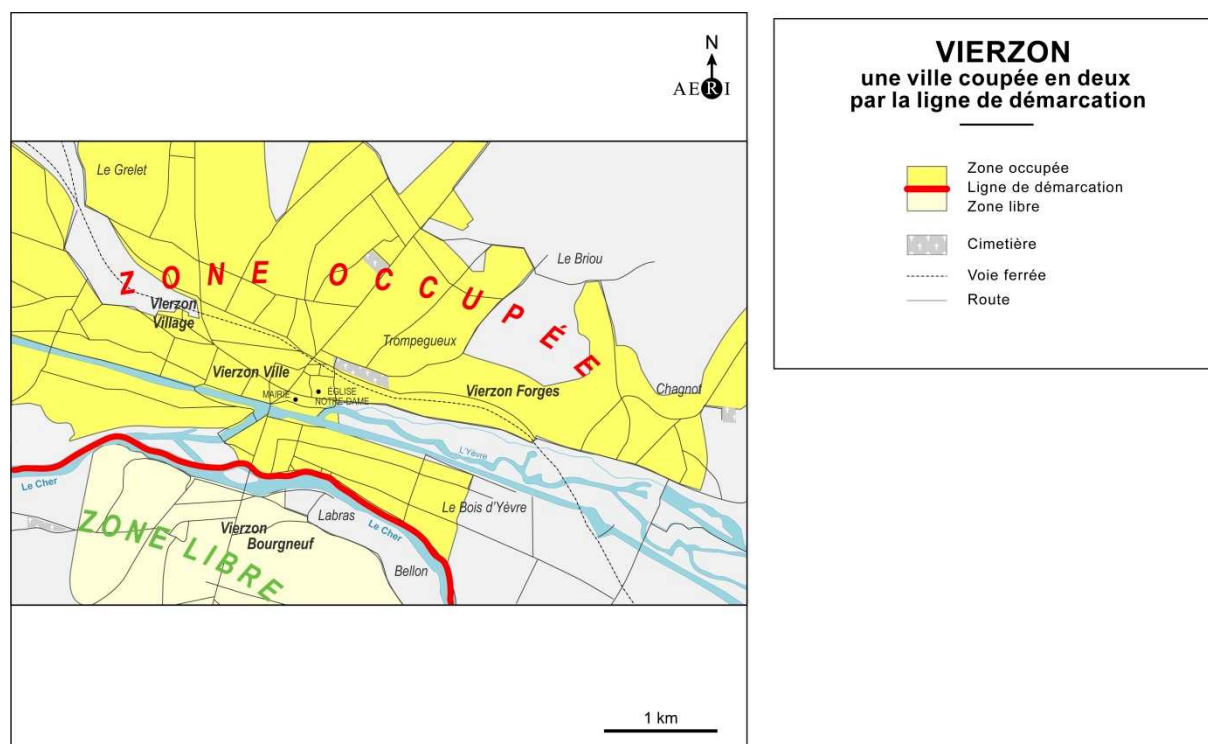 N
AERI
Le Grelet
Le Briou
ZONE OCCUPÉE
VIerzon
Village
Trompegueux
Vierzon Ville
Vierzon Forges
Chagnot
MAIRIE
ÉGLISE
NOTRE-DAME
L'Yèvre
Le Cher
Le Bois d'Yèvre
Labras
Le Cher
Vierzon
Bourgneuf
ZONE LIBRE
Bellon
1 km
VIERZON
une ville coupée en deux
par la ligne de démarcation
Zone occupée
Ligne de démarcation
Zone libre
Cimetière
Voie ferrée
Route